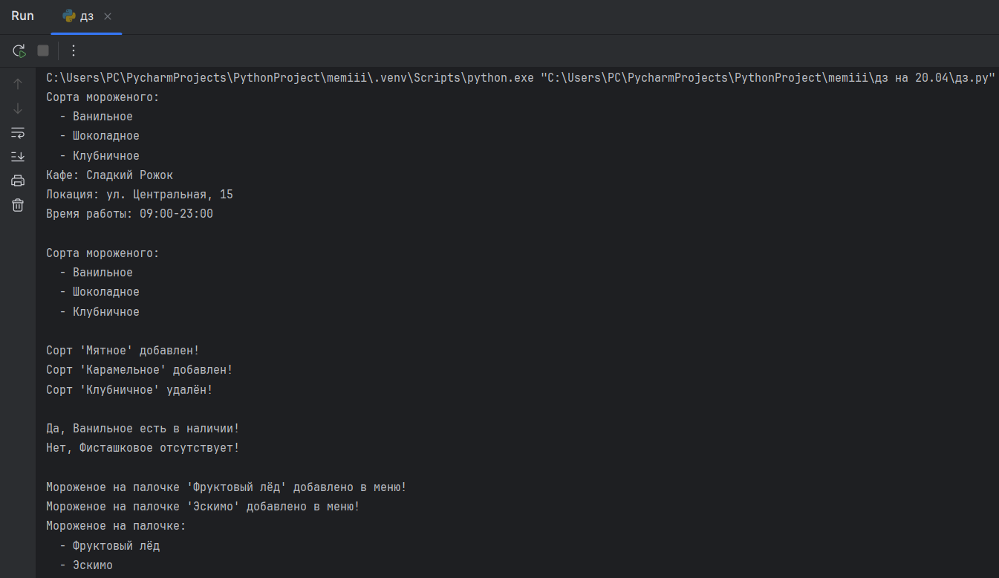 Run
дз
C:\Users\PC\PycharmProjects\PythonProject\memiii\.venv\Scripts\python.exe "C:\Users\PC\PycharmProjects\PythonProject\memiii\дз на 20.04\дз.py"
Сорта мороженого:
- Ванильное
- Шоколадное
- Клубничное
Кафе: Сладкий Рожок
Локация: ул. Центральная, 15
Время работы: 09:00-23:00
Сорта мороженого:
- Ванильное
- Шоколадное
- Клубничное
Сорт 'Мятное' добавлен!
Сорт 'Карамельное' добавлен!
Сорт 'Клубничное' удалён!
Да, Ванильное есть в наличии!
Нет, Фисташковое отсутствует!
Мороженое на палочке 'Фруктовый лёд' добавлено в меню!
Мороженое на палочке 'Эскимо' добавлено в меню!
Мороженое на палочке:
- Фруктовый лёд
- Эскимо